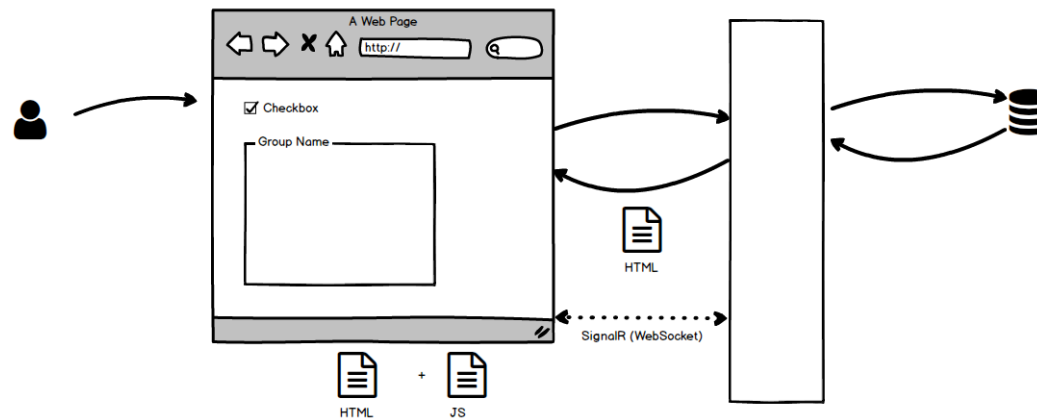 A Web Page
http://
Checkbox
Group Name
HTML
SignalR (WebSocket)
HTML + JS